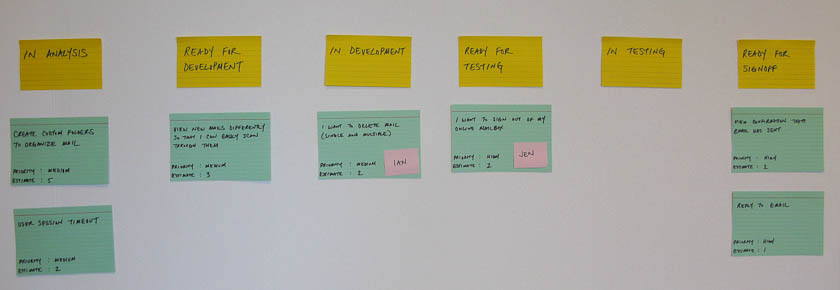 IN ANALYSIS
READY FOR
DEVELOPMENT
IN DEVELOPMENT
READY FOR
TESTING
IN TESTING
READY FOR
SIGNOFF
CREATE CUSTOM FOLDERS
TO ORGANIZE MAIL
PRIORITY : MEDIUM
ESTIMATE : 5
USER SESSION TIMEOUT
PRIORITY : MEDIUM
ESTIMATE : 2
VIEW NEW MAILS DIFFERENTLY
SO THAT I CAN EASILY SCAN
THROUGH THEM
PRIORITY : MEDIUM
ESTIMATE : 3
I WANT TO DELETE MAIL
(SINGLE AND MULTIPLE)
PRIORITY : MEDIUM
ESTIMATE : 2
IAN
I WANT TO SIGN OUT OF MY
ONLINE MAILBOX
PRIORITY : HIGH
ESTIMATE : 2
JEN
VIEW CONFIRMATION THAT
EMAIL WAS SENT
PRIORITY : HIGH
ESTIMATE : 2
REPLY TO EMAIL
PRIORITY : HIGH
ESTIMATE : 1